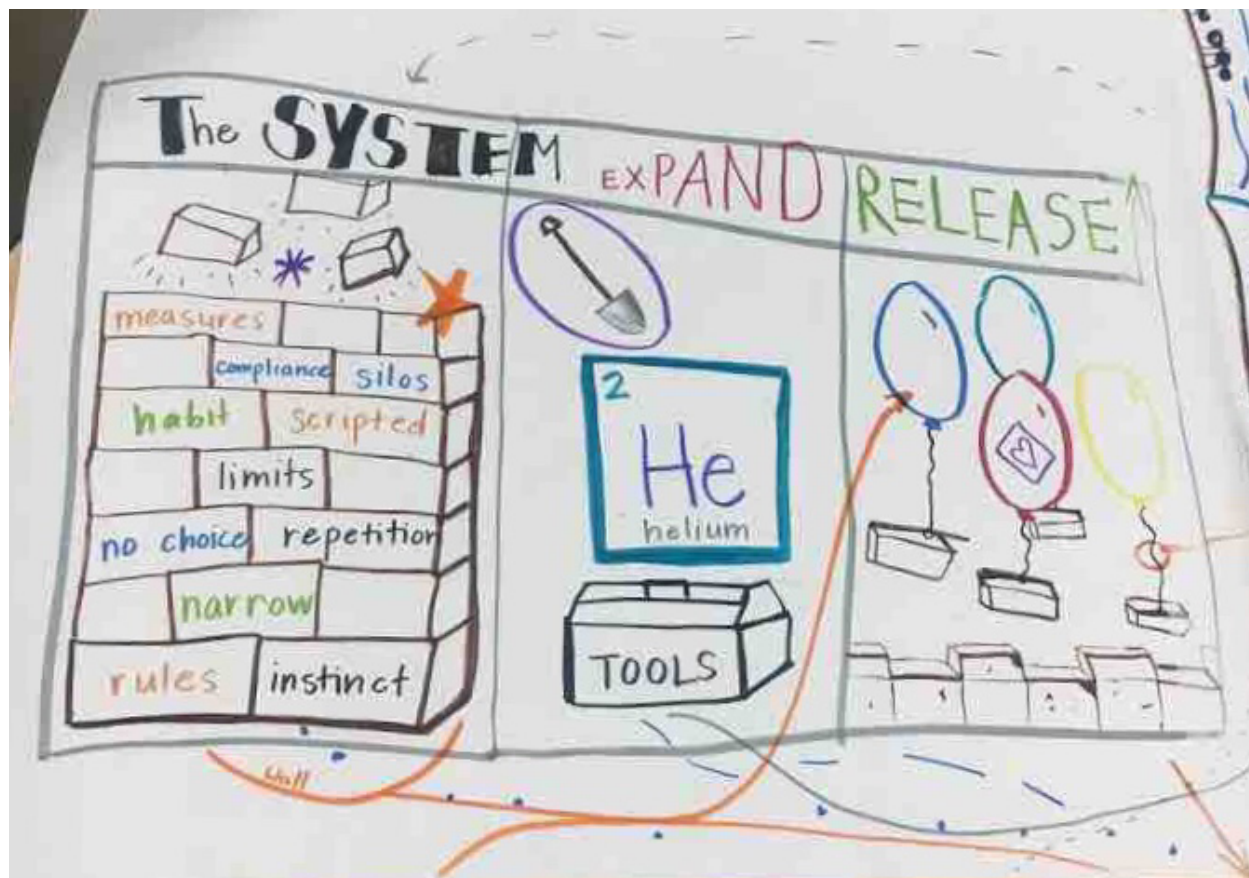 The SYSTEM
EXPAND
RELEASE
measures
compliance silos
habit scripted
limits
no choice repetition
narrow
rules instinct
2
He
helium
TOOLS
wall